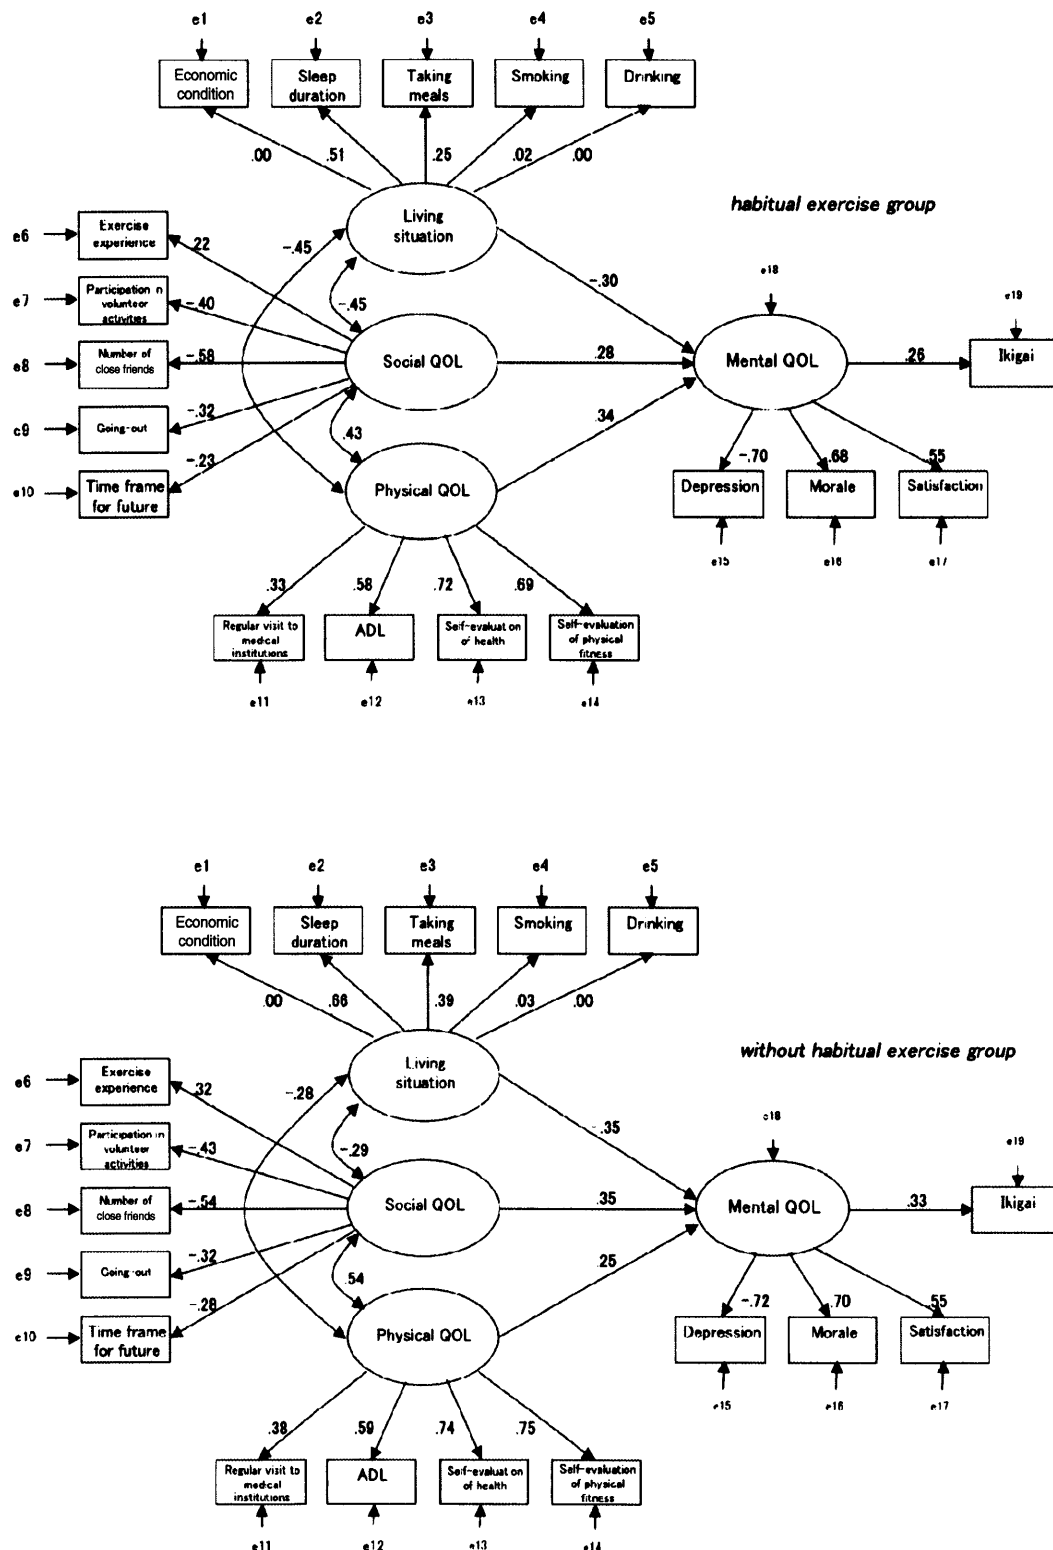 e1 e2 e3 e4 e5
Economic condition
Sleep duration
Taking meals
Smoking
Drinking
.00 .51 .25 .02 .00
Living situation
habitual exercise group
e6 Exercise experience .22
-.45
-.45
-.30
e18
e19
e7 Participation in volunteer activities -.40
e8 Number of close friends -.58
Social QOL
.28
Mental QOL
.26
Ikigai
c9 Going-out -.32
.43
.34
e10 Time frame for future -.23
Physical QOL
-.70 .68 .55
Depression
Morale
Satisfaction
e15 e16 e17
.33 .58 .72 .69
Regular visit to medical institutions
ADL
Self-evaluation of health
Self-evaluation of physical fitness
e11 e12 e13 e14
e1 e2 e3 e4 e5
Economic condition
Sleep duration
Taking meals
Smoking
Drinking
.00 .66 .39 .03 .00
Living situation
without habitual exercise group
e6 Exercise experience .32
-.28
-.29
-.35
e18
e19
e7 Participation in volunteer activities -.43
e8 Number of close friends -.54
Social QOL
.35
Mental QOL
.33
Ikigai
e9 Going-out -.32
.54
.25
e10 Time frame for future -.28
Physical QOL
-.72 .70 .55
Depression
Morale
Satisfaction
e15 e16 e17
.38 .59 .74 .75
Regular visit to medical institutions
ADL
Self-evaluation of health
Self-evaluation of physical fitness
e11 e12 e13 e14